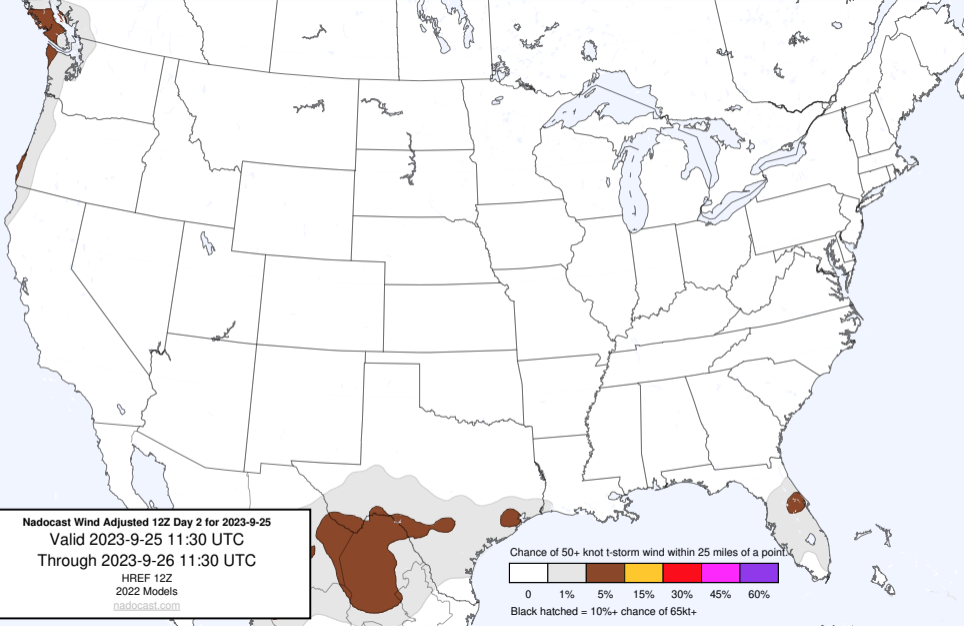 Nadocast Wind Adjusted 12Z Day 2 for 2023-9-25
Valid 2023-9-25 11:30 UTC
Through 2023-9-26 11:30 UTC
HREF 12Z
2022 Models
nadocast.com
Chance of 50+ knot t-storm wind within 25 miles of a point.
0 1% 5% 15% 30% 45% 60%
Black hatched = 10%+ chance of 65kt+